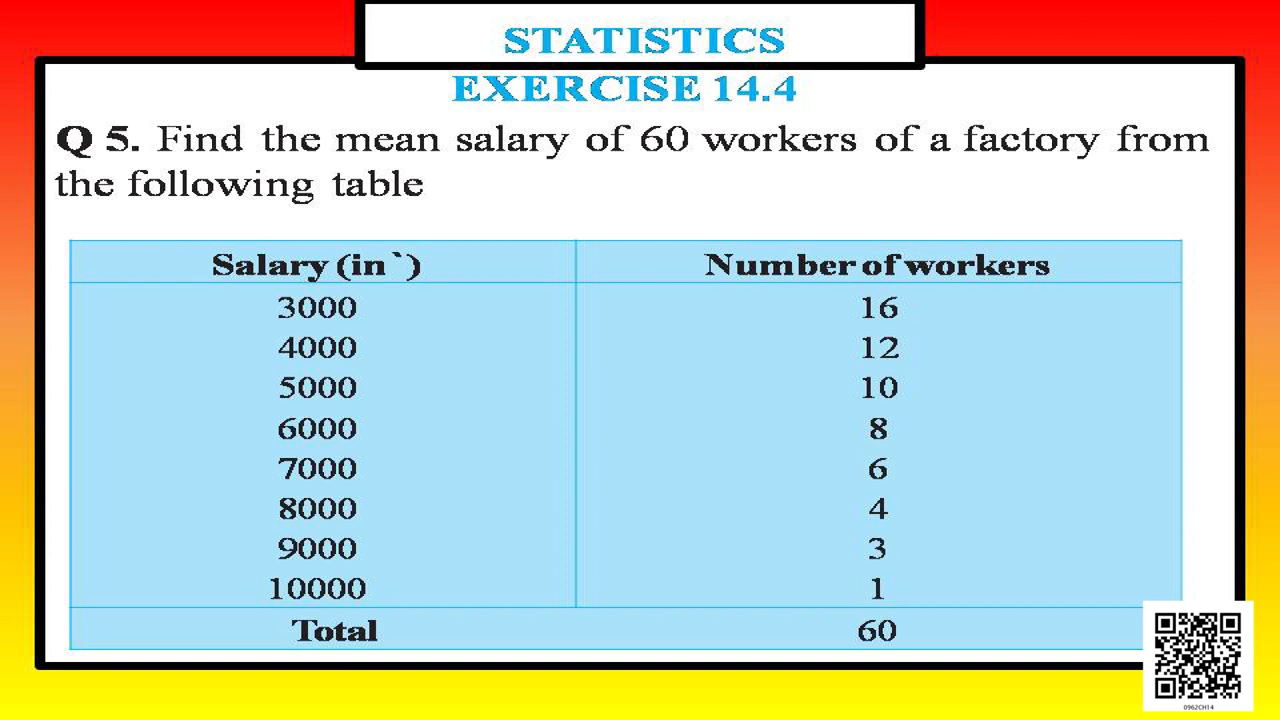 STATISTICS
EXERCISE 14.4
Q 5. Find the mean salary of 60 workers of a factory from
the following table
Salary (in`) Number of workers
3000 16
4000 12
5000 10
6000 8
7000 6
8000 4
9000 3
10000 1
Total 60
0962CH14